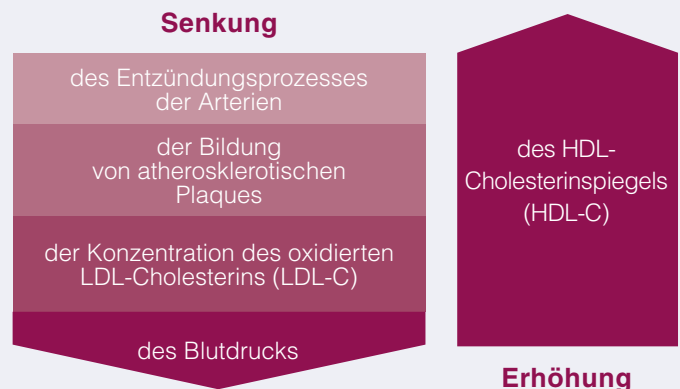 Senkung
des Entzündungsprozesses
der Arterien
der Bildung
von atherosklerotischen
Plaques
der Konzentration des oxidierten
LDL-Cholesterins (LDL-C)
des Blutdrucks
des HDL-
Cholesterinspiegels
(HDL-C)
Erhöhung